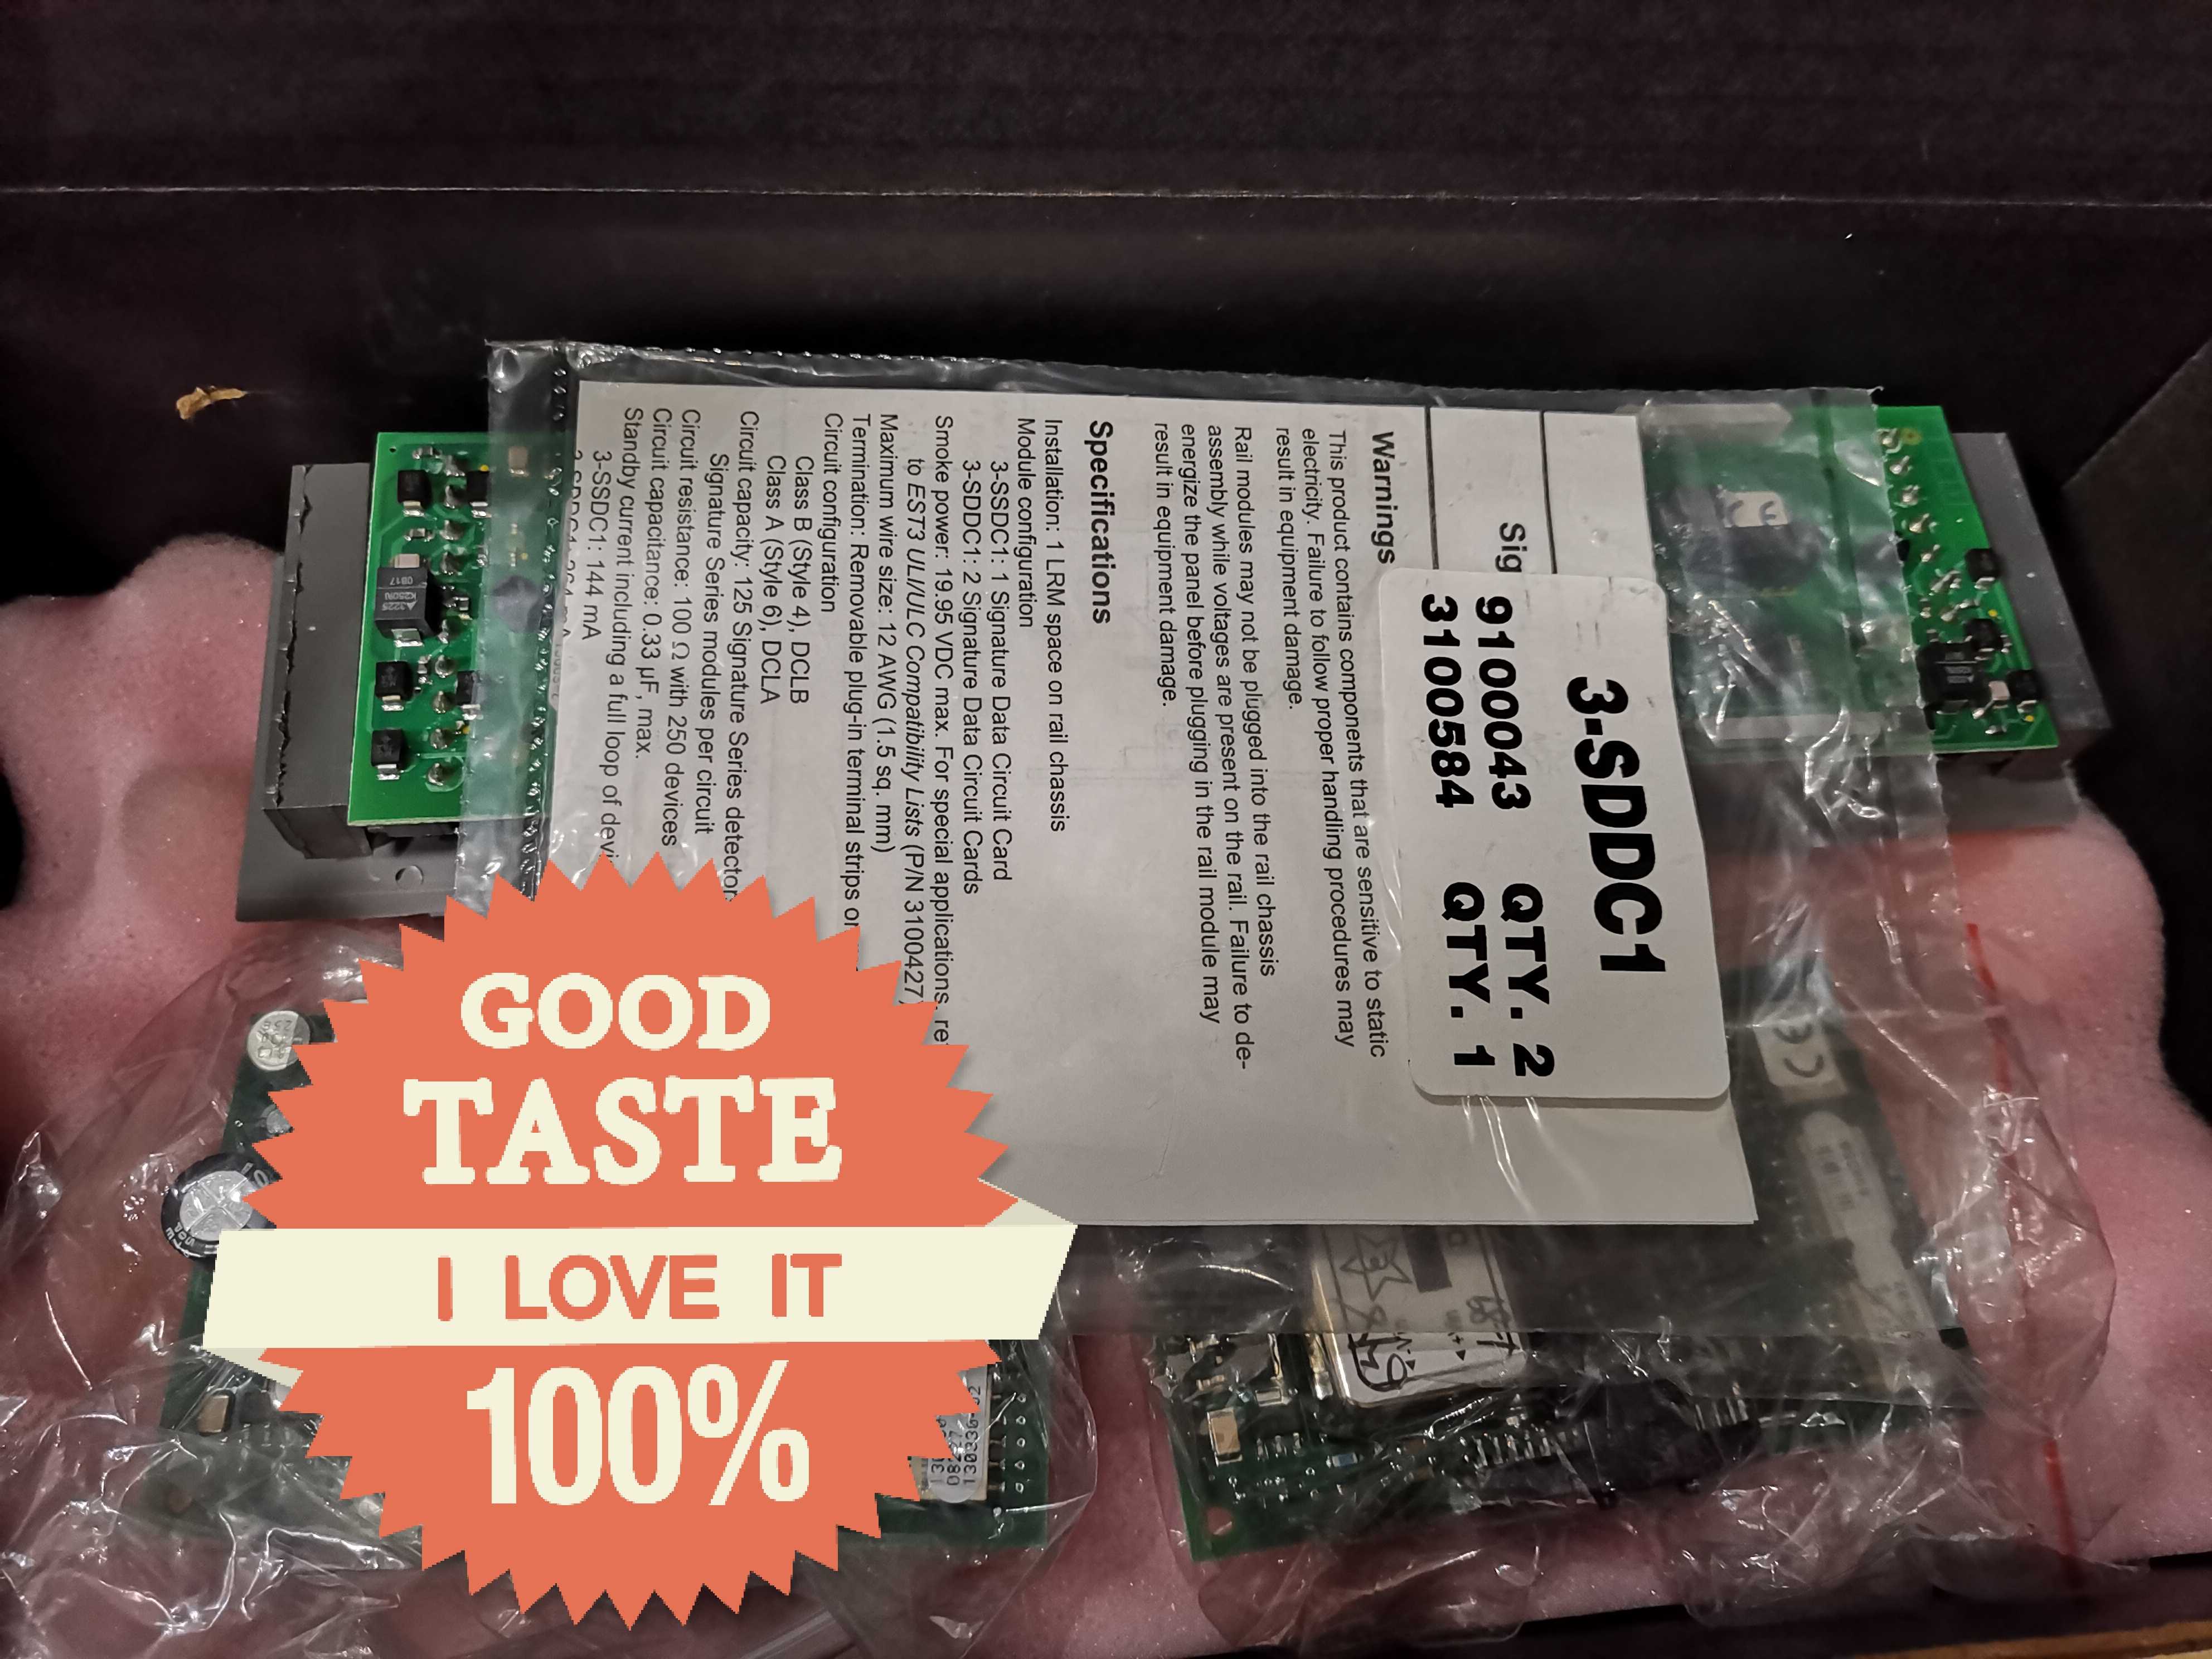 3-SDDC1
9100043 QTY. 2
3100584 QTY. 1
Sig
Warnings
This product contains components that are sensitive to static
electricity. Failure to follow proper handling procedures may
result in equipment damage.
Rail modules may not be plugged into the rail chassis
assembly while voltages are present on the rail. Failure to de-
energize the panel before plugging in the rail module may
result in equipment damage.
Specifications
Installation: 1 LRM space on rail chassis
Module configuration
3-SSDC1: 1 Signature Data Circuit Card
3-SDDC1: 2 Signature Data Circuit Cards
Smoke power: 19.95 VDC max. For special applications, re
to EST3 ULI/ULC Compatibility Lists (P/N 3100427)
Maximum wire size: 12 AWG (1.5 sq. mm)
Termination: Removable plug-in terminal strips on
Circuit configuration
Class B (Style 4), DCLB
Class A (Style 6), DCLA
Circuit capacity: 125 Signature Series detector
Signature Series modules per circuit
Circuit resistance: 100 Ω with 250 devices
Circuit capacitance: 0.33 µF, max.
Standby current including a full loop of devi
3-SSDC1: 144 mA
GOOD
TASTE
I LOVE IT
100%